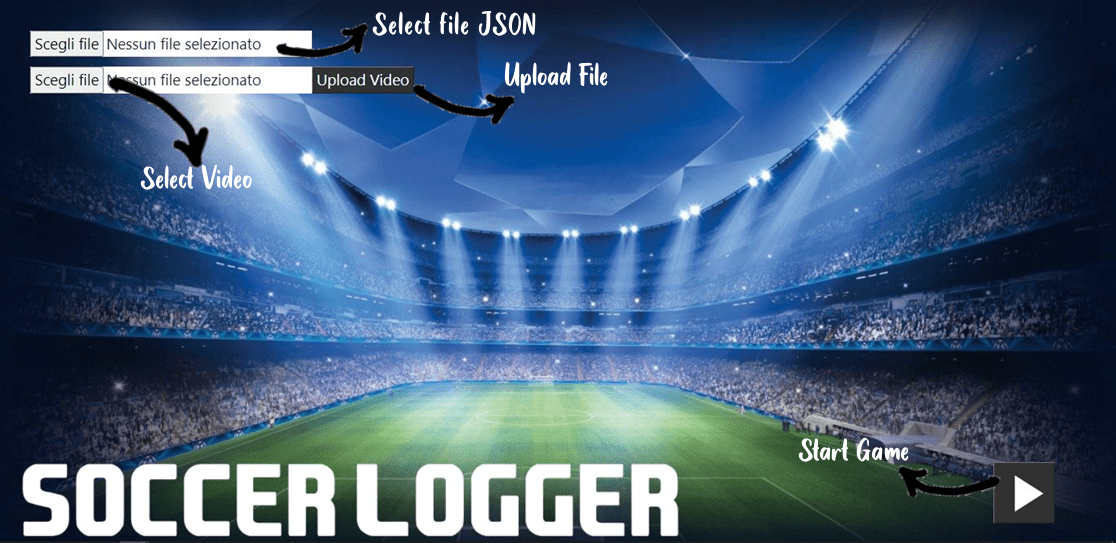 Select file JSON
Scegli file Nessun file selezionato
Upload File
Scegli file Nessun file selezionato Upload Video
Select Video
Start Game
SOCCER LOGGER